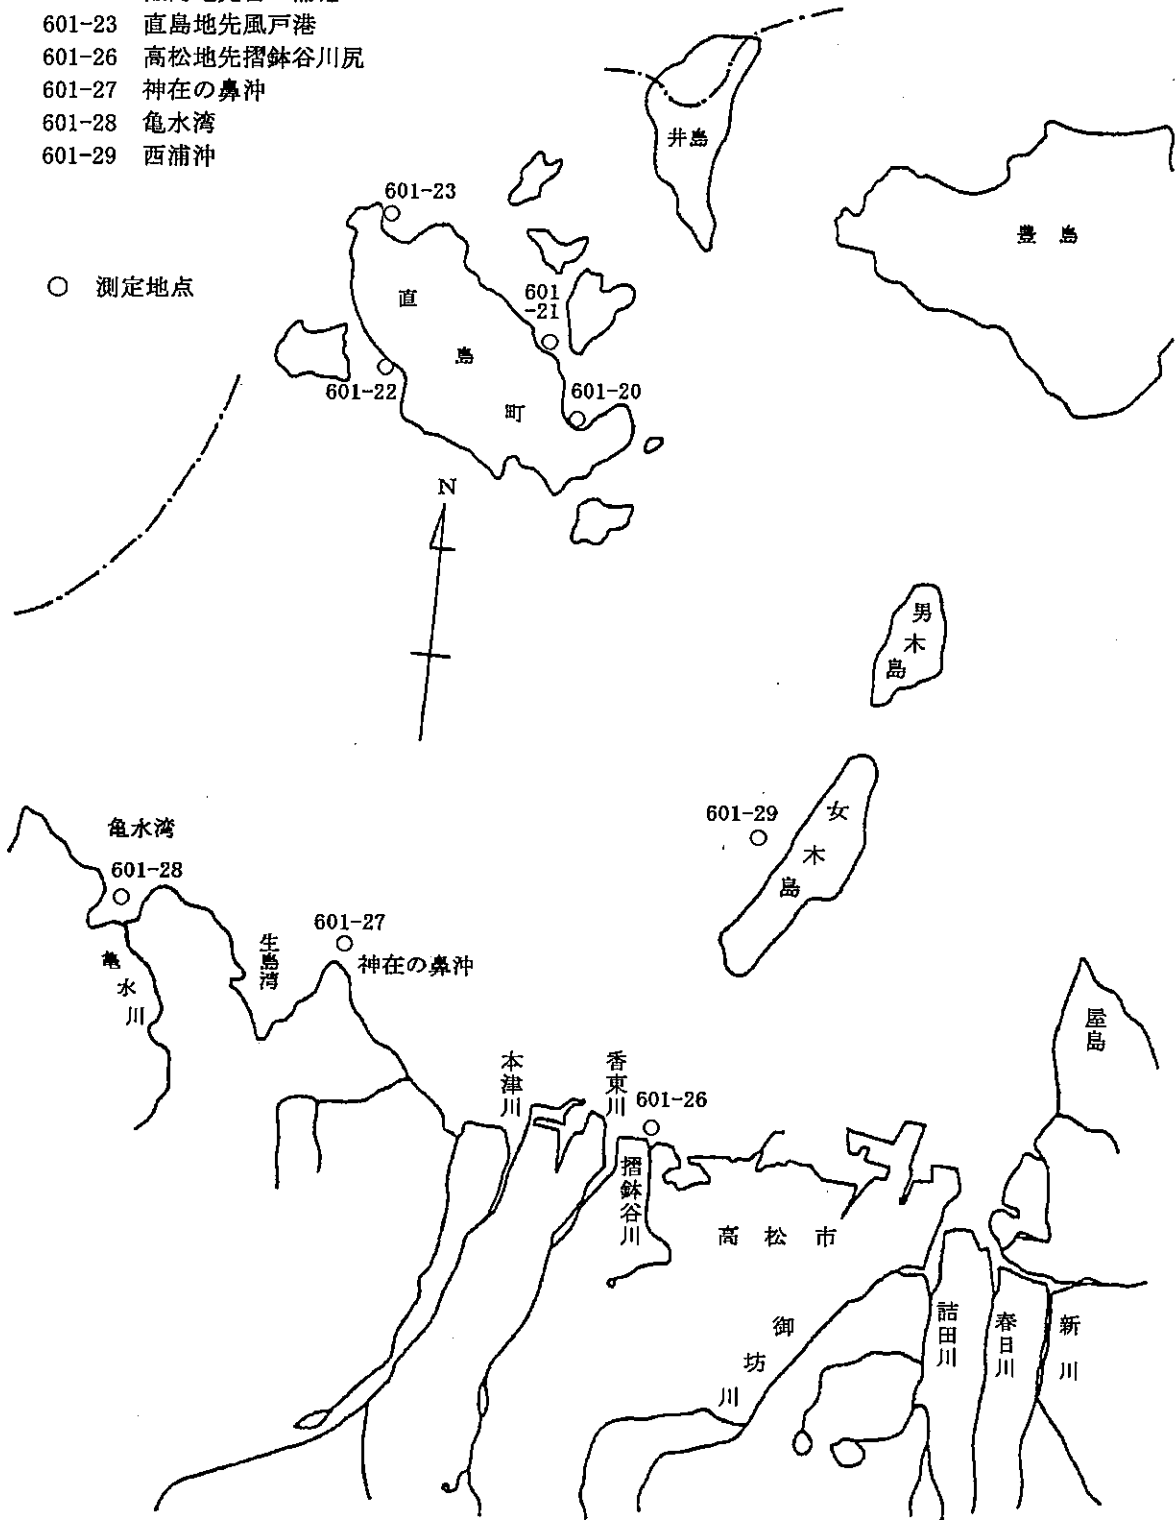 601-23 直島地先風戸港
601-26 高松地先摺鉢谷川尻
601-27 神在の鼻沖
601-28 亀水湾
601-29 西浦沖
○ 測定地点
井島
豊島
601-23
601
-21
直島町
601-22
601-20
N
男木島
女木島
601-29
亀水湾
601-28
亀水川
生島湾
601-27
神在の鼻沖
屋島
本津川
香東川
601-26
摺鉢谷川
高松市
御坊川
詰田川
春日川
新川